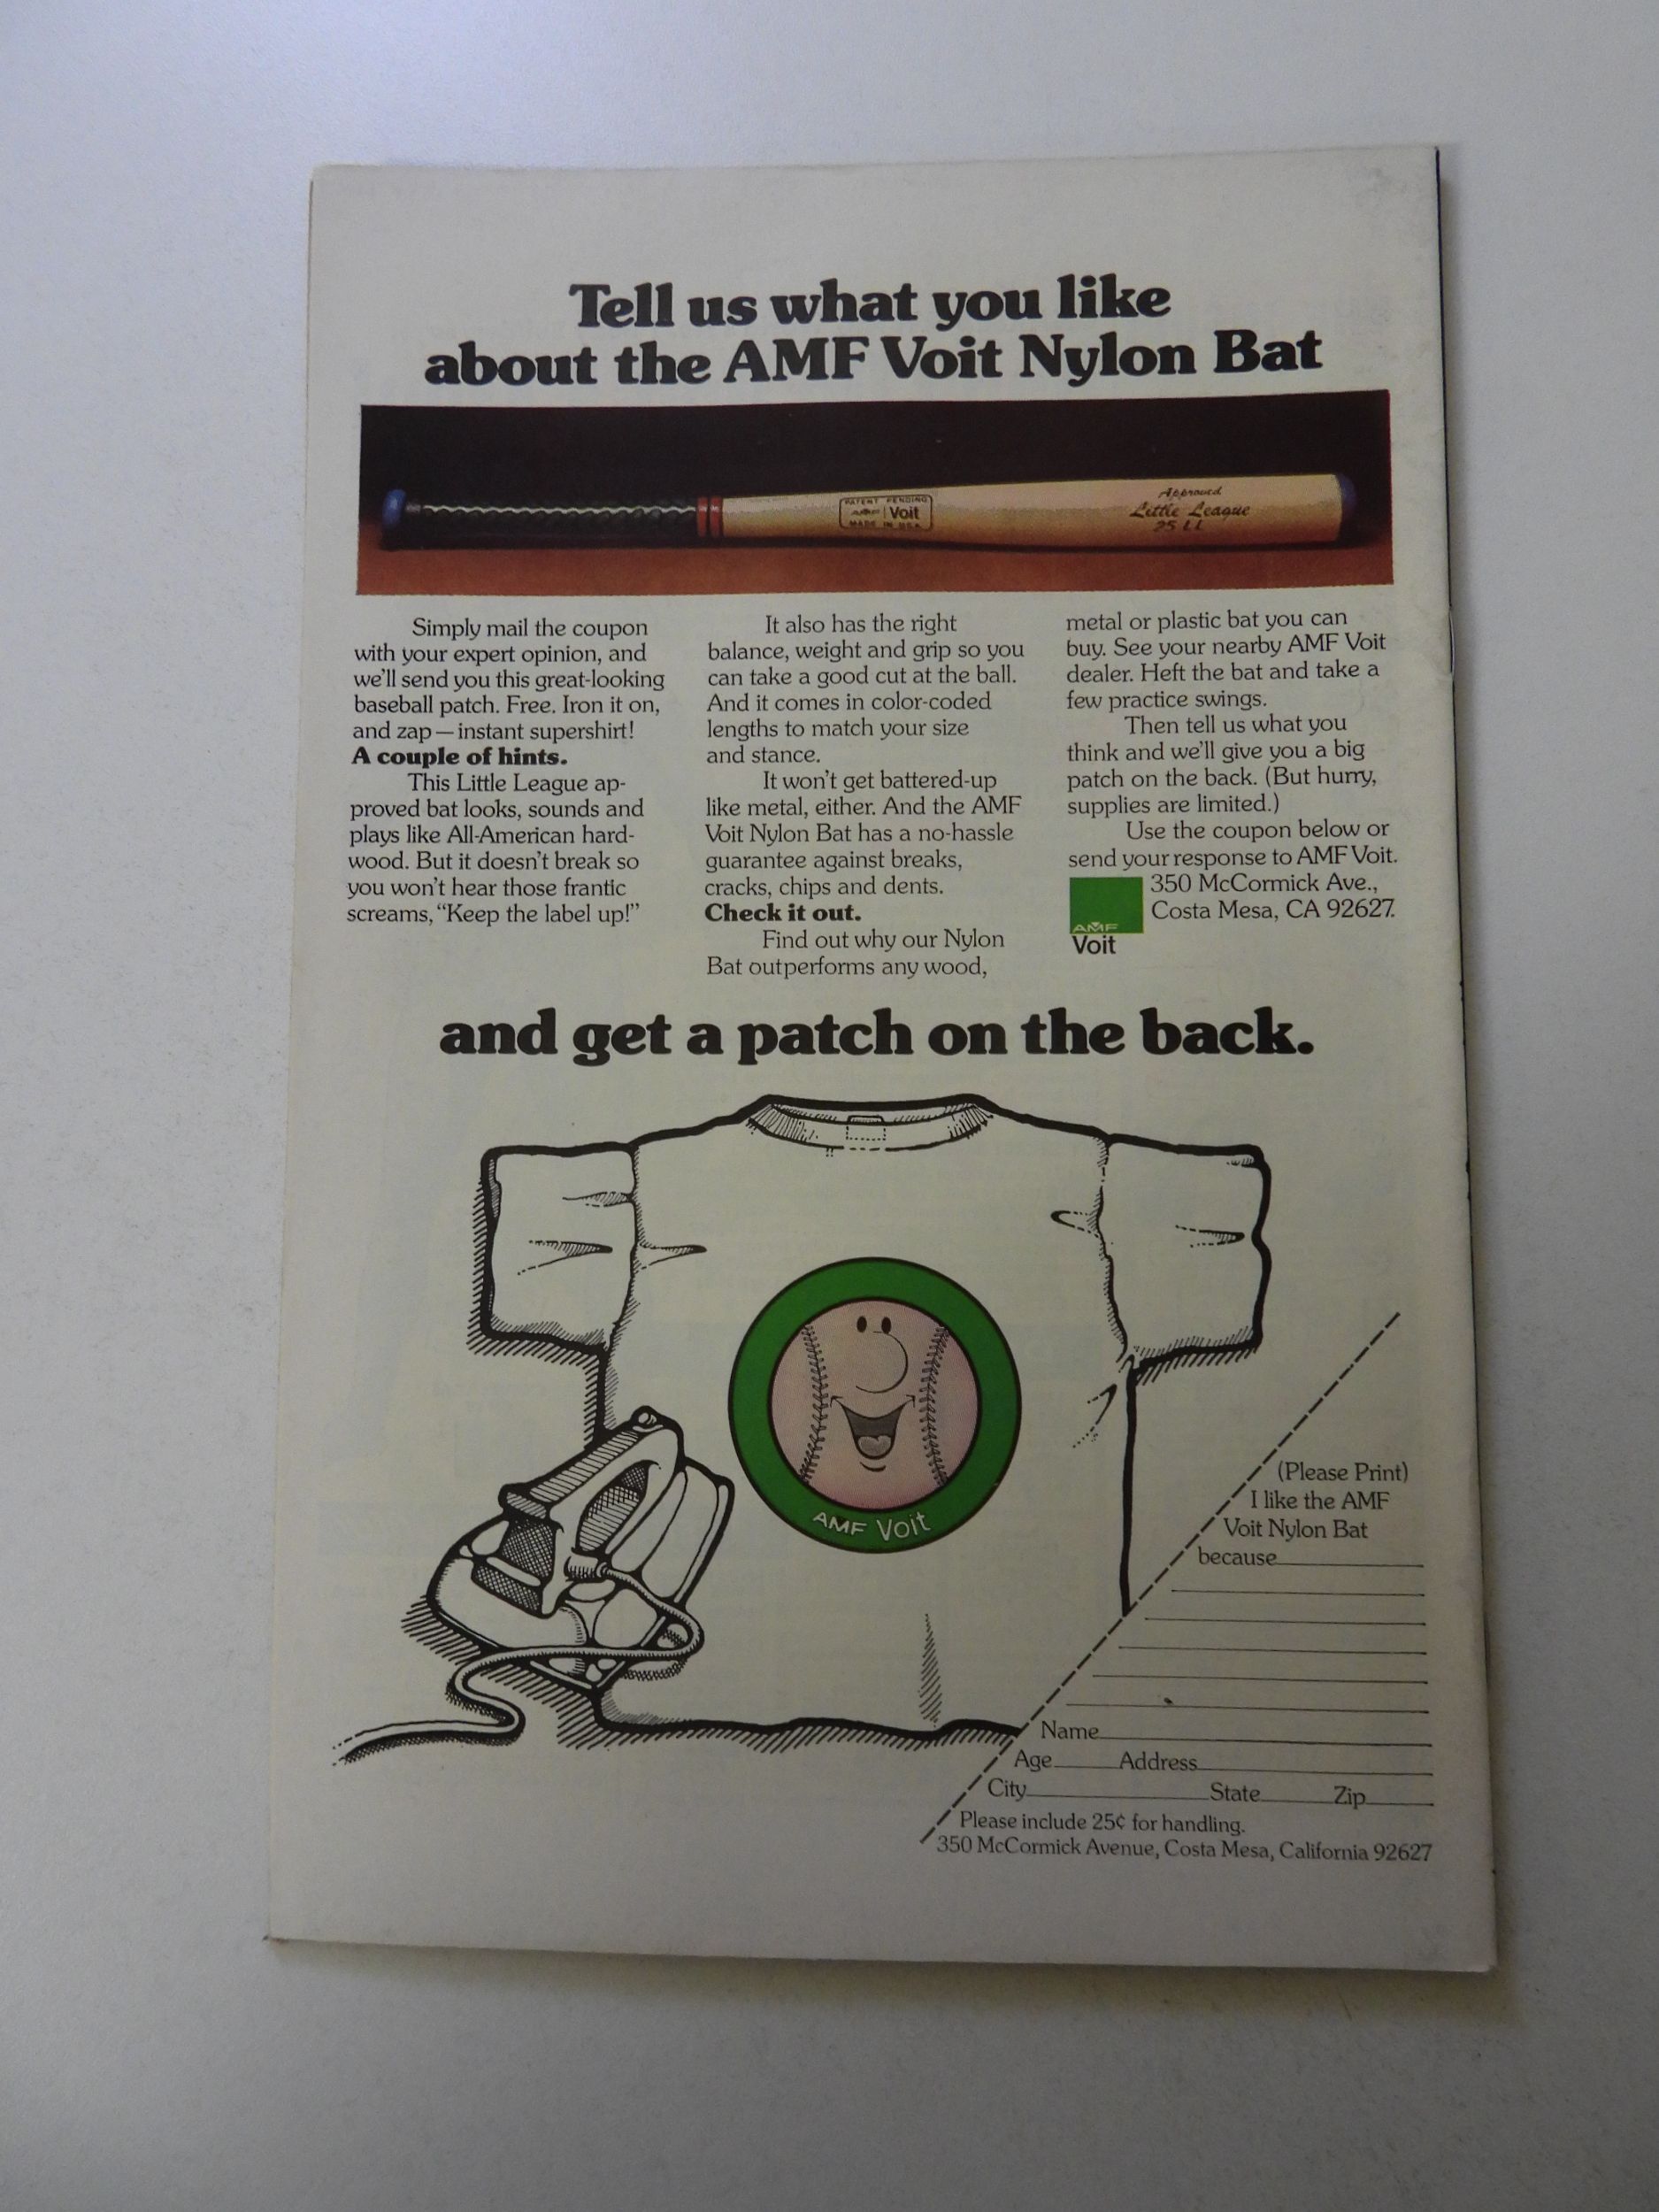 Tell us what you like
about the AMF Voit Nylon Bat
PATENT PENDING
AMF Voit
MADE IN U.S.A.
Approved
Little League
25 LL
Simply mail the coupon
with your expert opinion, and
we'll send you this great-looking
baseball patch. Free. Iron it on,
and zap — instant supershirt!
A couple of hints.
This Little League ap-
proved bat looks, sounds and
plays like All-American hard-
wood. But it doesn't break so
you won't hear those frantic
screams, "Keep the label up!"
It also has the right
balance, weight and grip so you
can take a good cut at the ball.
And it comes in color-coded
lengths to match your size
and stance.
It won't get battered-up
like metal, either. And the AMF
Voit Nylon Bat has a no-hassle
guarantee against breaks,
cracks, chips and dents.
Check it out.
Find out why our Nylon
Bat outperforms any wood,
metal or plastic bat you can
buy. See your nearby AMF Voit
dealer. Heft the bat and take a
few practice swings.
Then tell us what you
think and we'll give you a big
patch on the back. (But hurry,
supplies are limited.)
Use the coupon below or
send your response to AMF Voit.
350 McCormick Ave.,
Costa Mesa, CA 92627.
AMF
Voit
and get a patch on the back.
AMF Voit
(Please Print)
I like the AMF
Voit Nylon Bat
because
Name
Age Address
City State Zip
Please include 25¢ for handling.
350 McCormick Avenue, Costa Mesa, California 92627